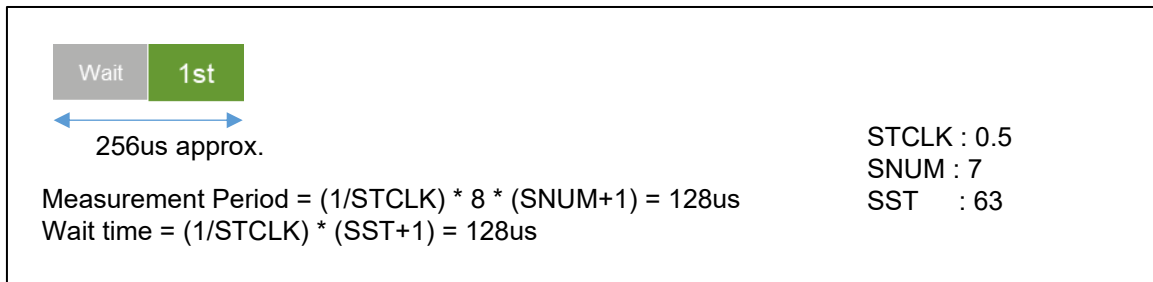 Wait 1st
256us approx.
Measurement Period = (1/STCLK) * 8 * (SNUM+1) = 128us
Wait time = (1/STCLK) * (SST+1) = 128us
STCLK : 0.5
SNUM : 7
SST : 63